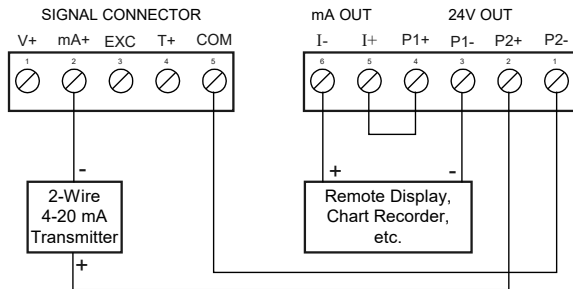 SIGNAL CONNECTOR mA OUT 24V OUT
V+ mA+ EXC T+ COM I- I+ P1+ P1- P2+ P2-
1 2 3 4 5 6 5 4 3 2 1
- + -
2-Wire
4-20 mA
Transmitter
Remote Display,
Chart Recorder,
etc.
+